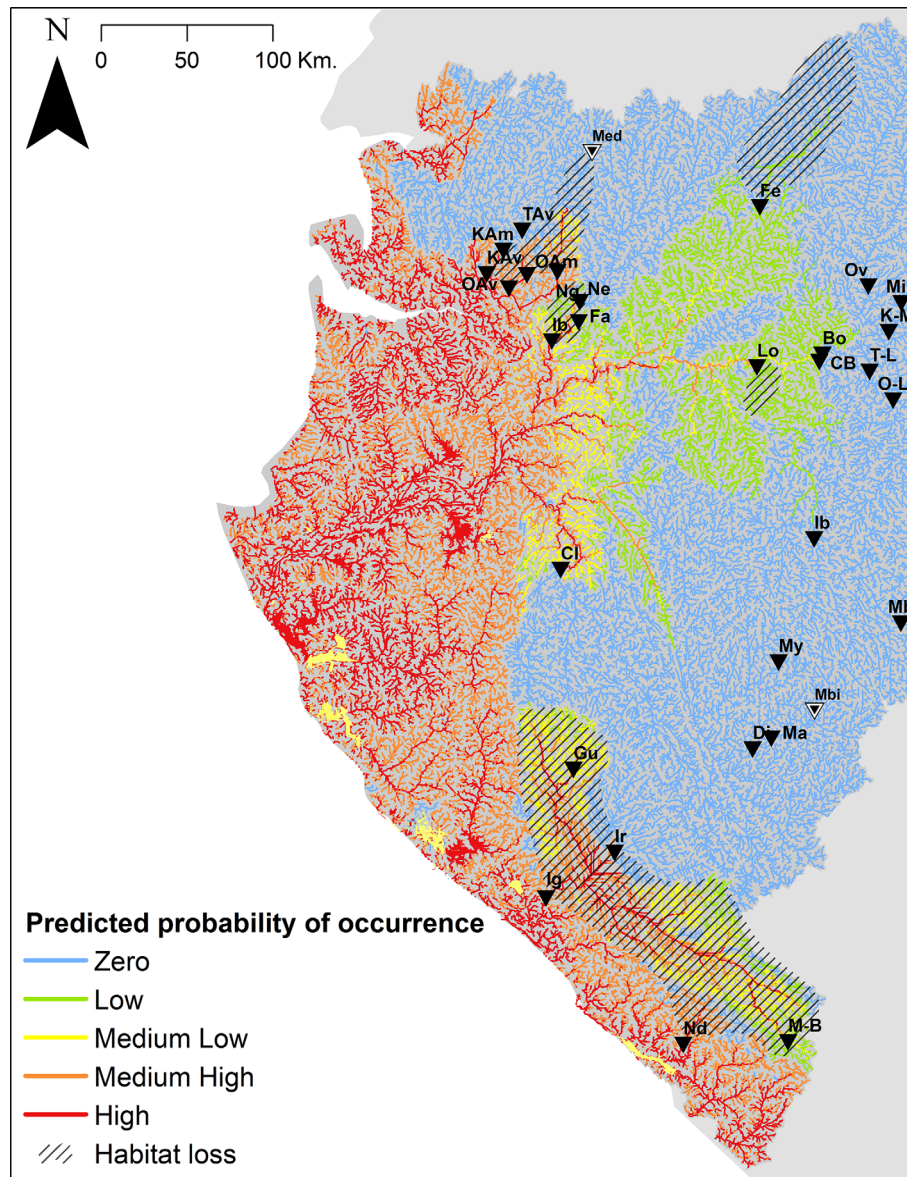 N
0 50 100 Km.
Med
Fe
TAv
KAm
KAv
OAm
OAv
Ng
Ne
Fa
Ib
Ov
Mi
K-M
Bo
CB
Lo
T-L
O-L
Ib
CI
My
Mbi
Di
Ma
Gu
Ir
Ig
Nd
M-B
Predicted probability of occurrence
Zero
Low
Medium Low
Medium High
High
Habitat loss